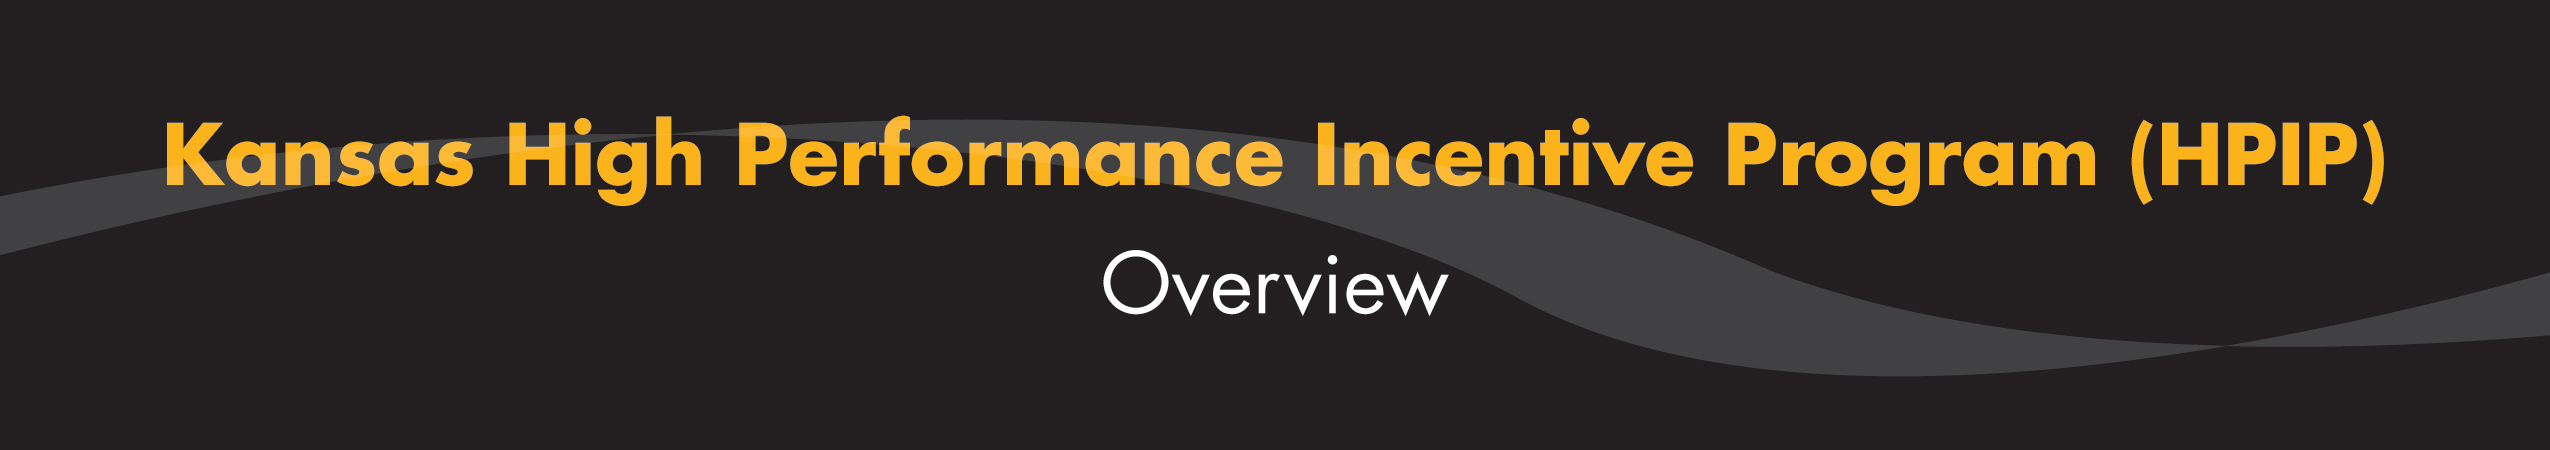 Kansas High Performance Incentive Program (HPIP)
Overview